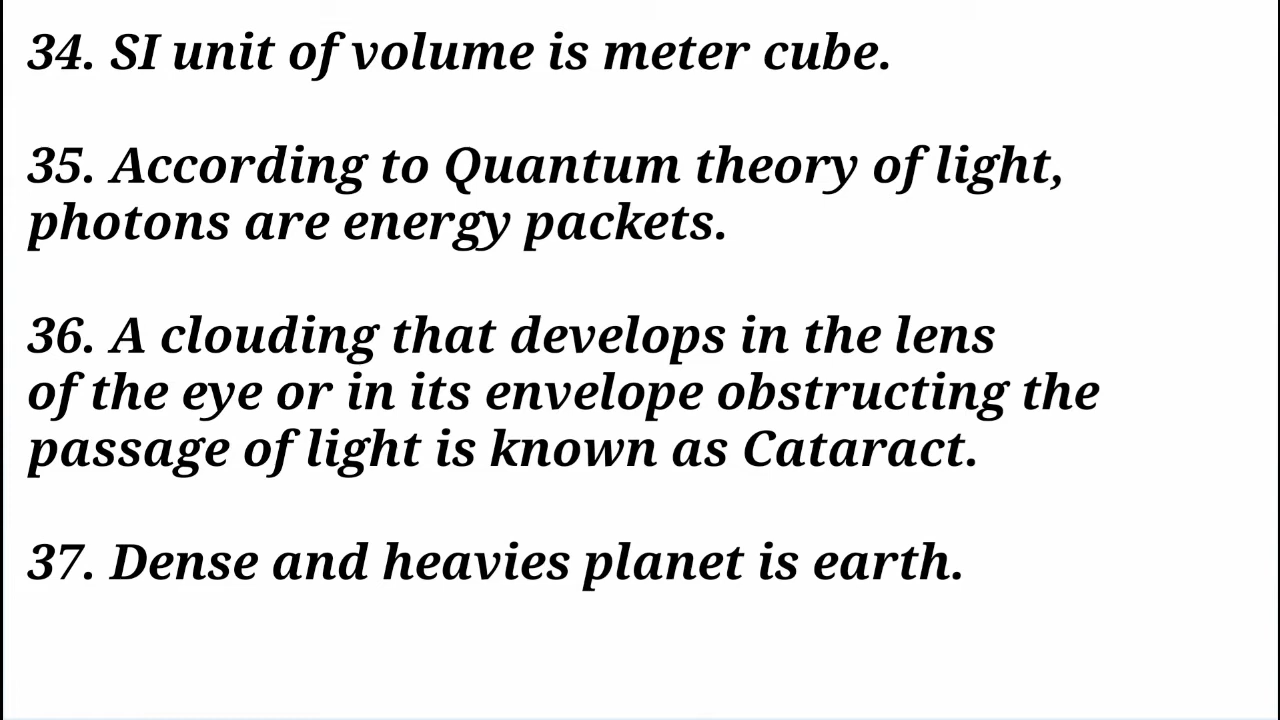 34. SI unit of volume is meter cube.
35. According to Quantum theory of light,
photons are energy packets.
36. A clouding that develops in the lens
of the eye or in its envelope obstructing the
passage of light is known as Cataract.
37. Dense and heavies planet is earth.